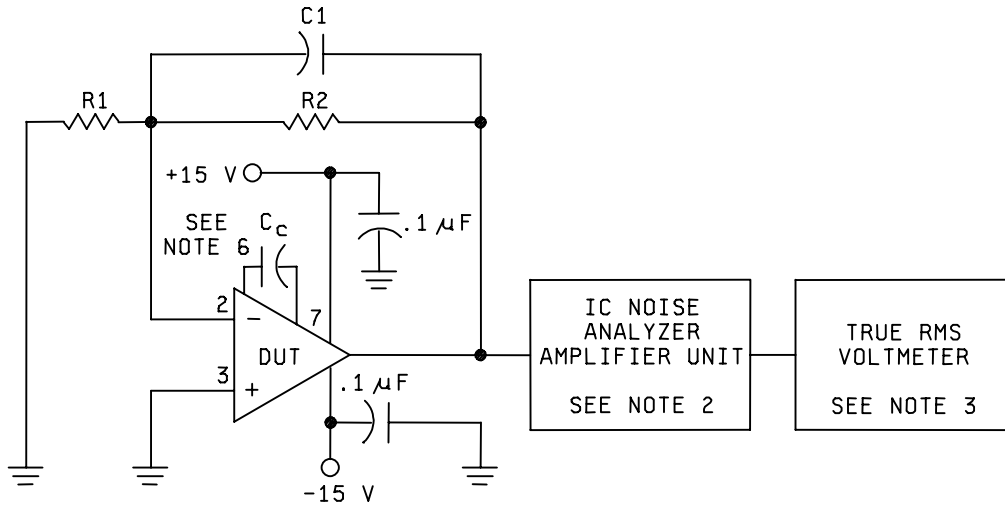 C1
R1
R2
+15 V
.1 μF
SEE
NOTE 6
Cc
2
7
−
DUT
3
+
.1 μF
-15 V
IC NOISE
ANALYZER
AMPLIFIER UNIT
SEE NOTE 2
TRUE RMS
VOLTMETER
SEE NOTE 3